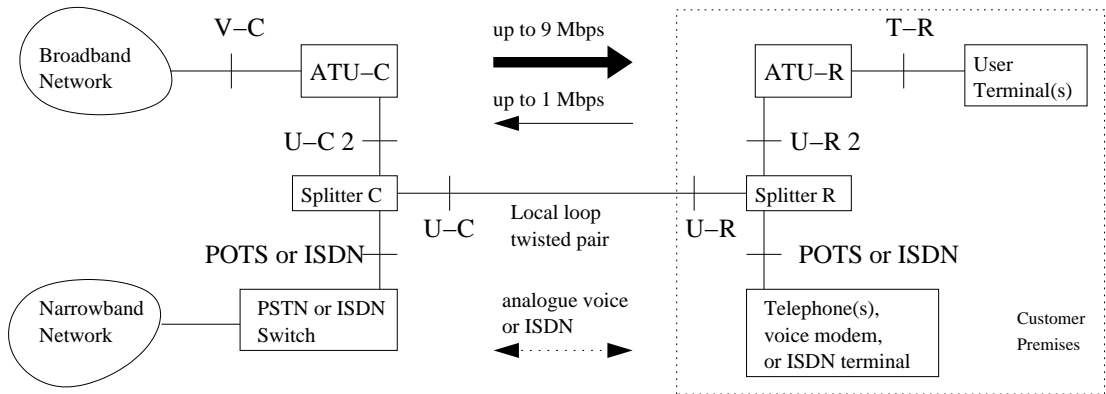 V–C
up to 9 Mbps
T–R
Broadband
Network
ATU–C
ATU–R
User
Terminal(s)
up to 1 Mbps
U–C 2
U–R 2
Splitter C
Splitter R
U–C
Local loop
twisted pair
U–R
POTS or ISDN
POTS or ISDN
Narrowband
Network
PSTN or ISDN
Switch
analogue voice
or ISDN
Telephone(s),
voice modem,
or ISDN terminal
Customer
Premises